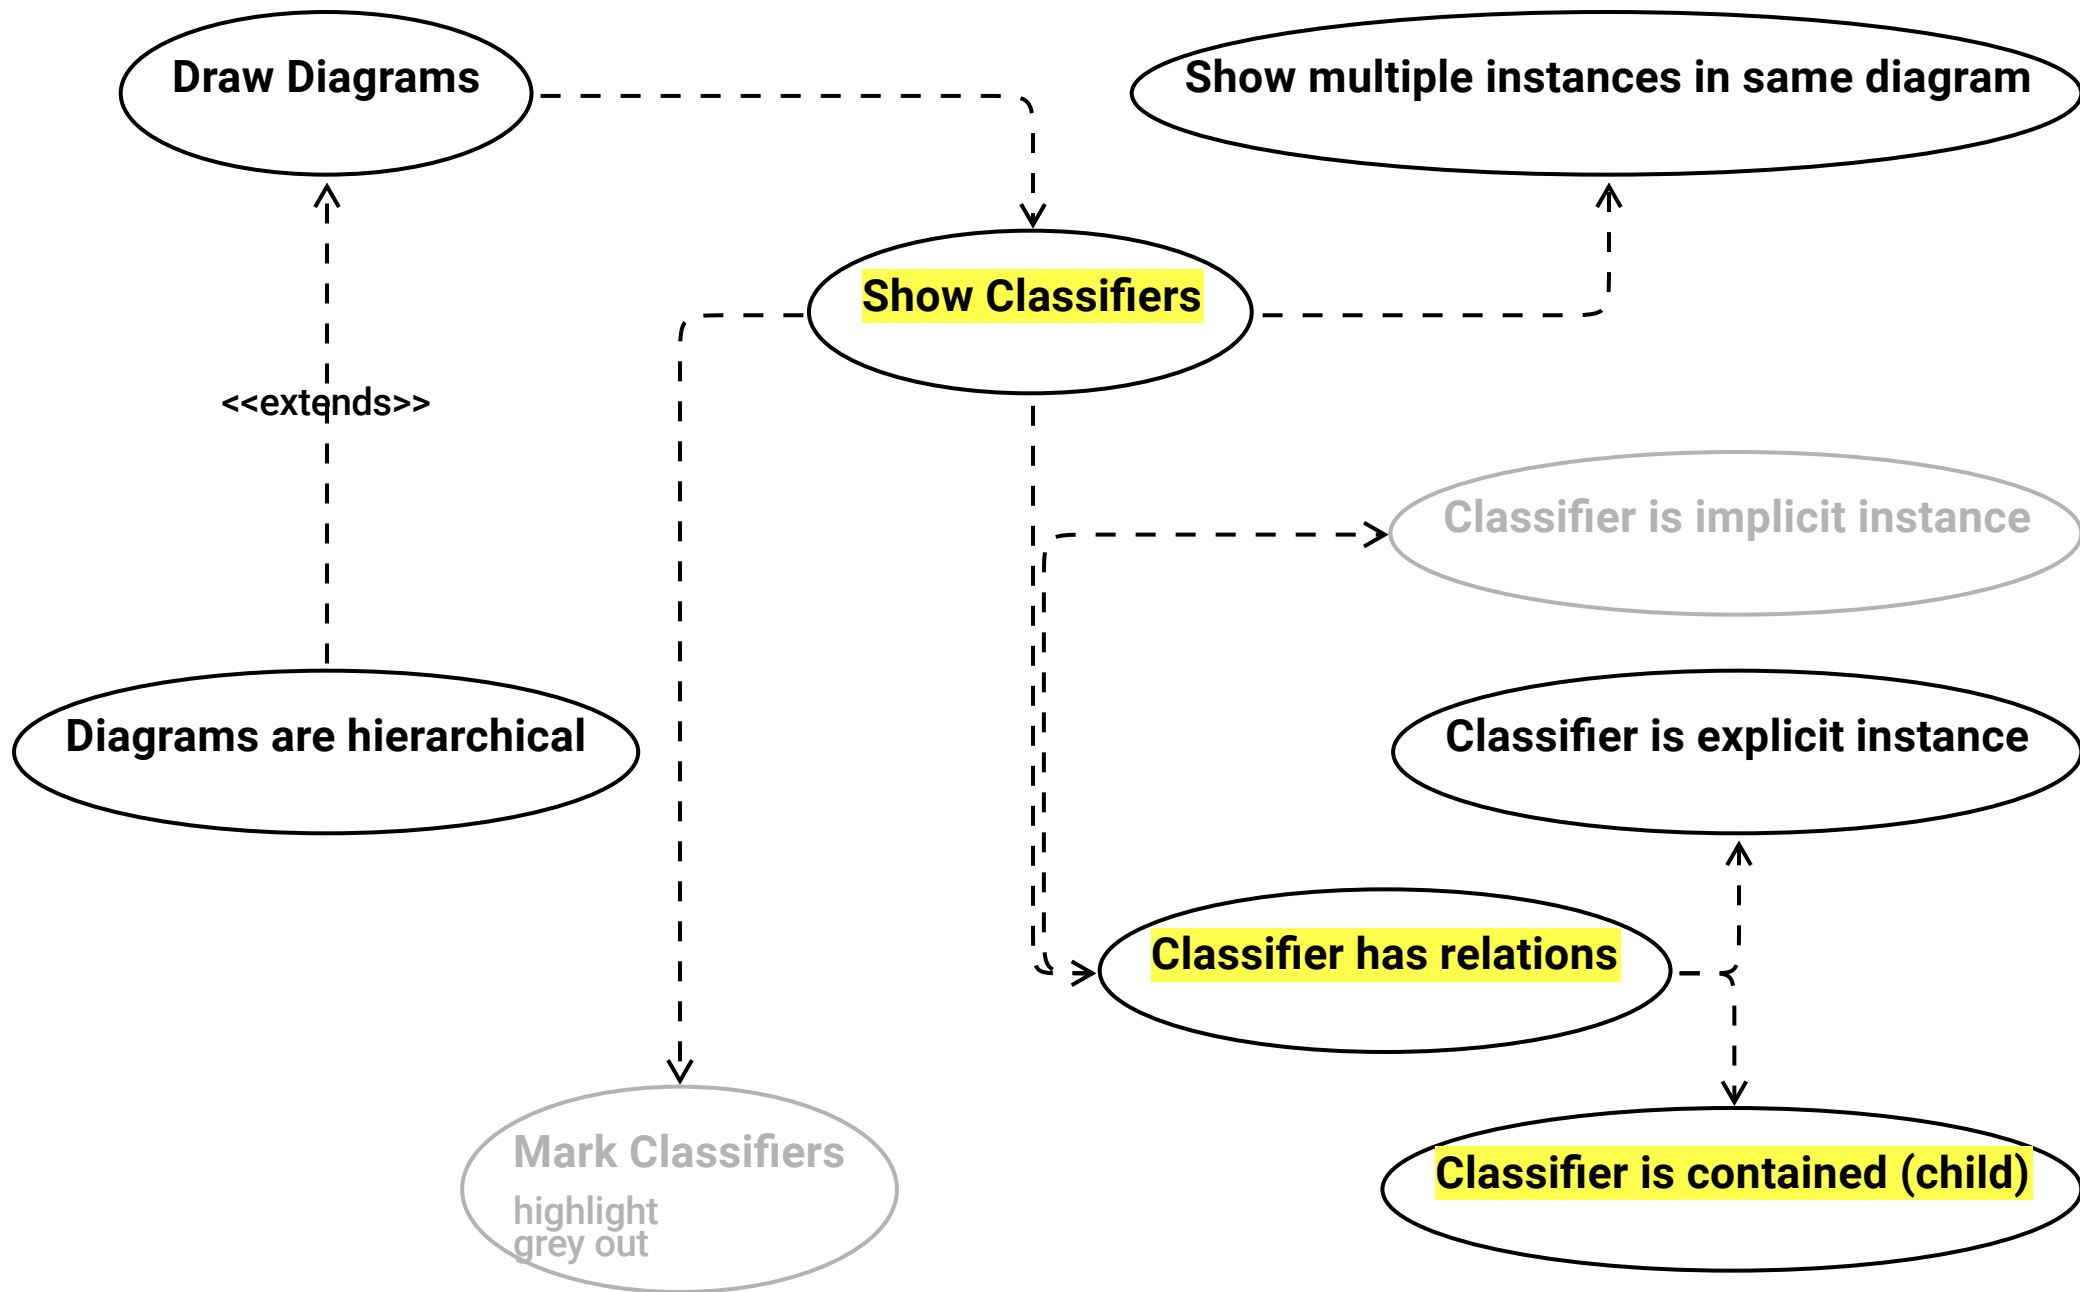 Draw Diagrams
Show multiple instances in same diagram
Show Classifiers
<<extends>>
Classifier is implicit instance
Diagrams are hierarchical
Classifier is explicit instance
Classifier has relations
Mark Classifiers
highlight
grey out
Classifier is contained (child)